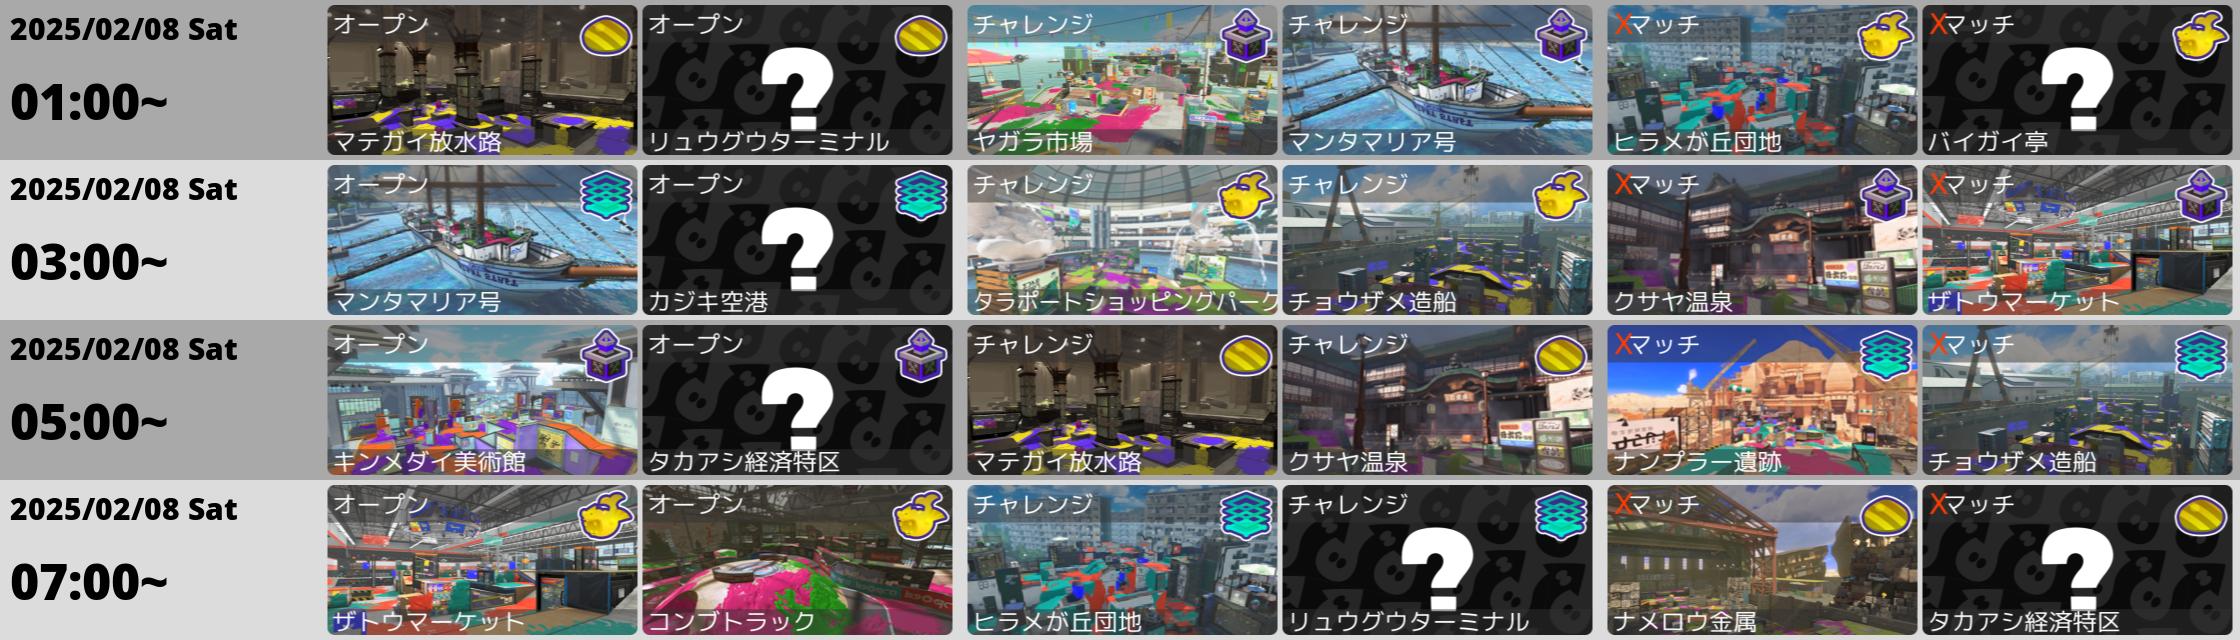 2025/02/08 Sat
01:00~
オープン
マテガイ放水路
オープン
?
リュウグウターミナル
チャレンジ
ヤガラ市場
チャレンジ
マンタマリア号
Xマッチ
ヒラメが丘団地
Xマッチ
?
バイガイ亭
2025/02/08 Sat
03:00~
オープン
マンタマリア号
オープン
?
カジキ空港
チャレンジ
タラポートショッピングパーク
チャレンジ
チョウザメ造船
Xマッチ
クサヤ温泉
Xマッチ
ザトウマーケット
2025/02/08 Sat
05:00~
オープン
キンメダイ美術館
オープン
?
タカアシ経済特区
チャレンジ
マテガイ放水路
チャレンジ
クサヤ温泉
Xマッチ
ナンプラー遺跡
Xマッチ
チョウザメ造船
2025/02/08 Sat
07:00~
オープン
ザトウマーケット
オープン
コンブトラック
チャレンジ
ヒラメが丘団地
チャレンジ
?
リュウグウターミナル
Xマッチ
ナメロウ金属
Xマッチ
?
タカアシ経済特区